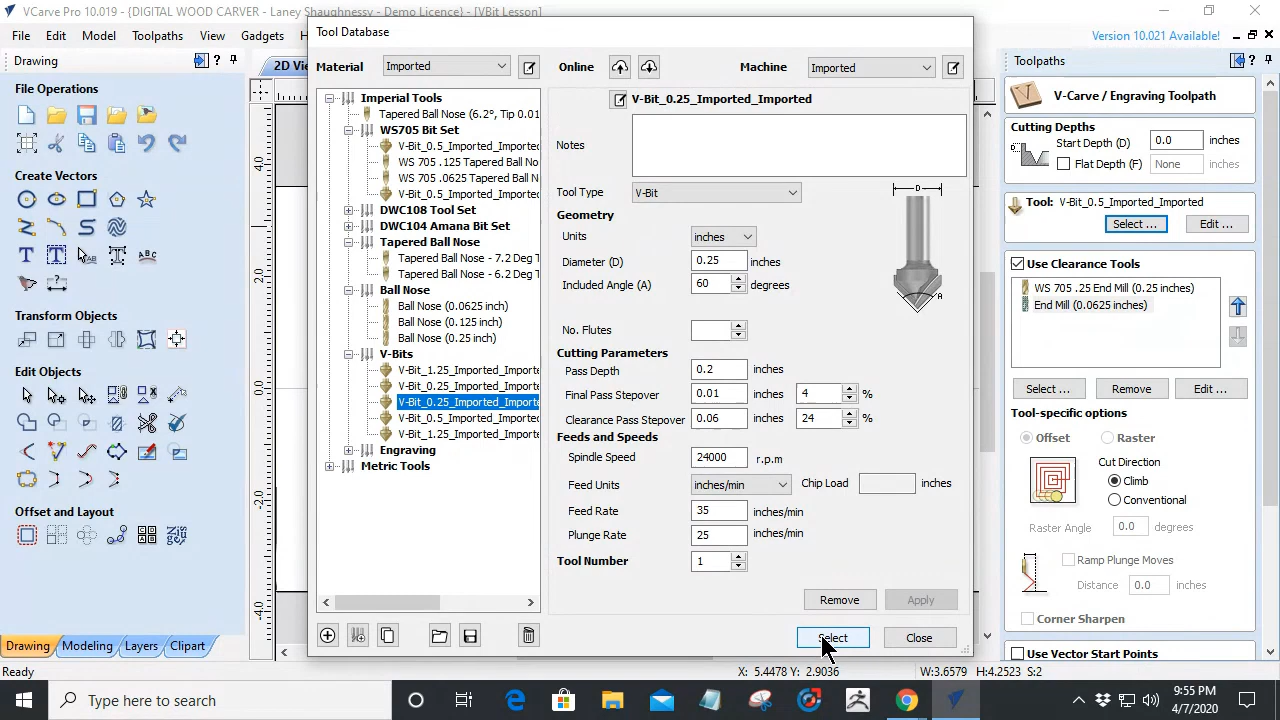 VCarve Pro 10.019 - {DIGITAL WOOD CARVER - Laney Shaughnessy - Demo Licence} - [VBit Lesson]
File Edit Model Toolpaths View Gadgets H
Version 10.021 Available!
Drawing
2D Vie
File Operations
Create Vectors
Transform Objects
Edit Objects
Offset and Layout
Drawing Modeling Layers Clipart
4.0
2.0
0.0
-2.0
-4.0
Tool Database
Material Imported
Online
Machine Imported
Imperial Tools
Tapered Ball Nose (6.2°, Tip 0.01
WS705 Bit Set
V-Bit_0.5_Imported_Importe
WS 705 .125 Tapered Ball No
WS 705 .0625 Tapered Ball N
V-Bit_0.5_Imported_Importe
DWC108 Tool Set
DWC104 Amana Bit Set
Tapered Ball Nose
Tapered Ball Nose - 7.2 Deg T
Tapered Ball Nose - 6.2 Deg T
Ball Nose
Ball Nose (0.0625 inch)
Ball Nose (0.125 inch)
Ball Nose (0.25 inch)
V-Bits
V-Bit_1.25_Imported_Importe
V-Bit_0.25_Imported_Importe
V-Bit_0.25_Imported_Importe
V-Bit_0.5_Imported_Importe
V-Bit_1.25_Imported_Importe
Engraving
Metric Tools
V-Bit_0.25_Imported_Imported
Notes
Tool Type V-Bit
D
A
Geometry
Units inches
Diameter (D) 0.25 inches
Included Angle (A) 60 degrees
No. Flutes
Cutting Parameters
Pass Depth 0.2 inches
Final Pass Stepover 0.01 inches 4 %
Clearance Pass Stepover 0.06 inches 24 %
Feeds and Speeds
Spindle Speed 24000 r.p.m
Feed Units inches/min Chip Load inches
Feed Rate 35 inches/min
Plunge Rate 25 inches/min
Tool Number 1
Remove Apply
Select Close
Toolpaths
V-Carve / Engraving Toolpath
Cutting Depths
Start Depth (D) 0.0 inches
Flat Depth (F) None inches
Tool: V-Bit_0.5_Imported_Imported
Select ... Edit ...
Use Clearance Tools
WS 705 .25 End Mill (0.25 inches)
End Mill (0.0625 inches)
Select ... Remove Edit ...
Tool-specific options
Offset Raster
Cut Direction
Climb
Conventional
Raster Angle 0.0 degrees
Ramp Plunge Moves
Distance 0.0 inches
Corner Sharpen
Use Vector Start Points
Ready
X: 5.4478 Y: 2.9036
W:3.6579 H:4.2523 S:2
Type here to search
9:55 PM
4/7/2020